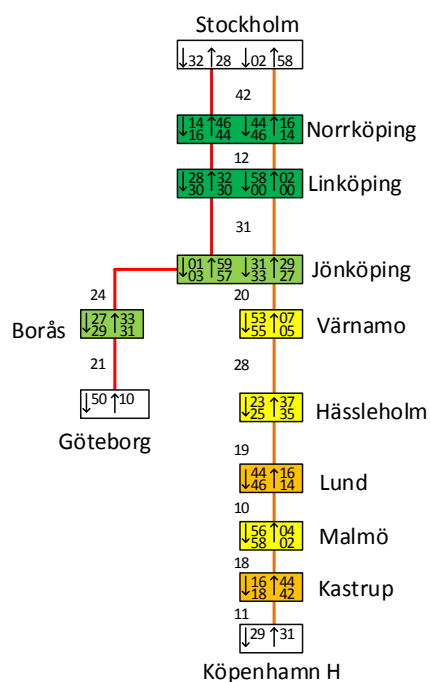 Stockholm
↓32 ↑28 ↓02 ↑58
42
↓14 ↑46 ↓44 ↑16
16 44 46 14
Norrköping
12
↓28 ↑32 ↓58 ↑02
30 30 00 00
Linköping
31
↓01 ↑59 ↓31 ↑29
03 57 33 27
Jönköping
24
20
Borås
↓27 ↑33
29 31
↓53 ↑07
55 05
Värnamo
21
28
↓50 ↑10
Göteborg
↓23 ↑37
25 35
Hässleholm
19
↓44 ↑16
46 14
Lund
10
↓56 ↑04
58 02
Malmö
18
↓16 ↑44
18 42
Kastrup
11
↓29 ↑31
Köpenhamn H